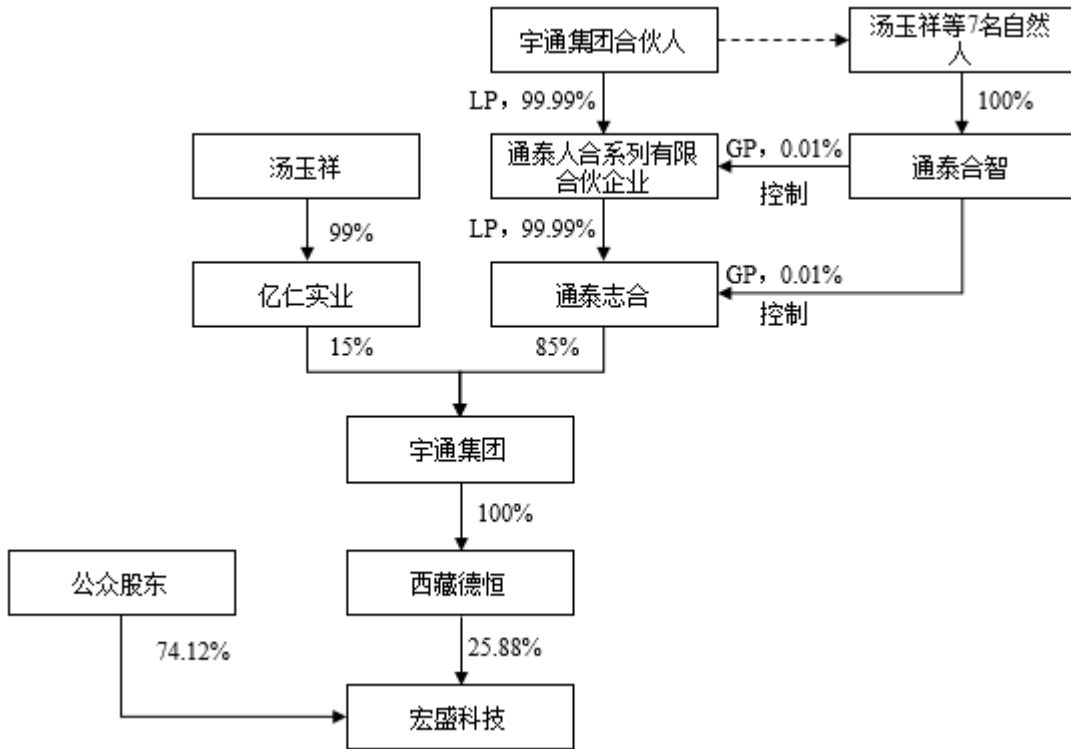 宇通集团合伙人
汤玉祥等7名自然
人
LP，99.99%
100%
汤玉祥
通泰人合系列有限
合伙企业
GP，0.01%
控制
通泰合智
99%
LP，99.99%
亿仁实业
通泰志合
GP，0.01%
控制
15%
85%
宇通集团
100%
公众股东
西藏德恒
74.12%
25.88%
宏盛科技